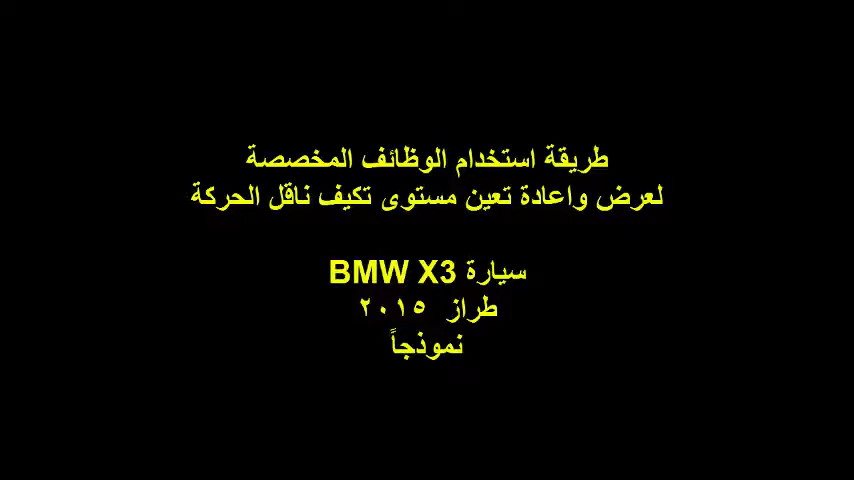 طريقة استخدام الوظائف المخصصة
لعرض واعادة تعين مستوى تكيف ناقل الحركة
سيارة BMW X3
طراز ٢٠١٥
نموذجاً